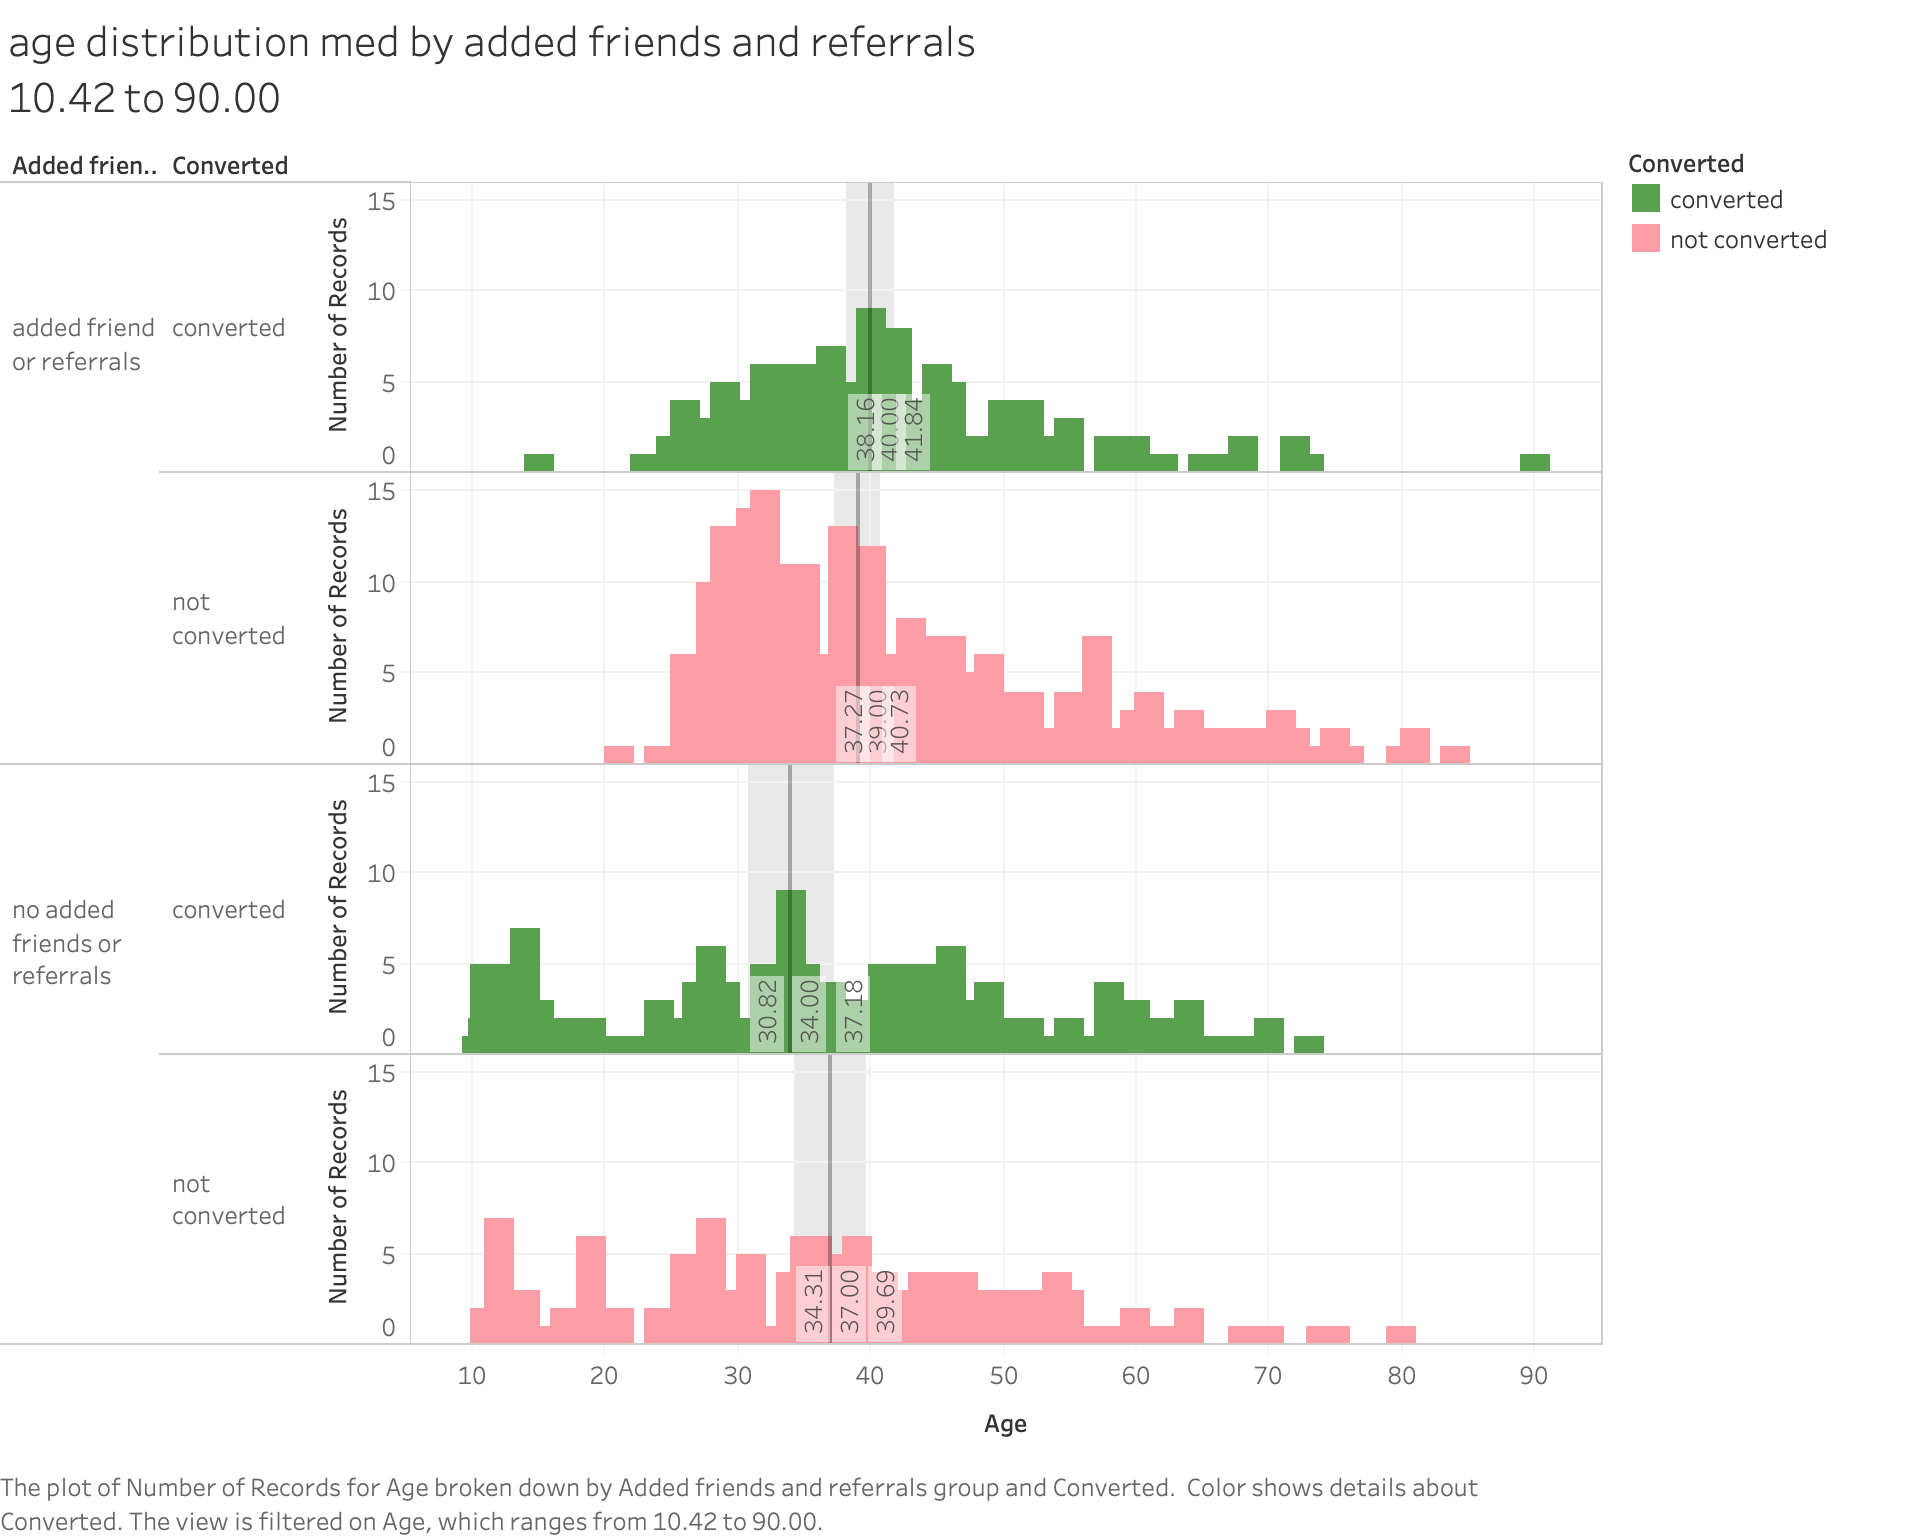 age distribution med by added friends and referrals
10.42 to 90.00
Added frien.. Converted
Converted
converted
not converted
added friend
or referrals
converted
Number of Records
15
10
5
0
38.16
40.00
41.84
not
converted
Number of Records
15
10
5
0
37.27
39.00
40.73
no added
friends or
referrals
converted
Number of Records
15
10
5
0
30.82
34.00
37.18
not
converted
Number of Records
15
10
5
0
34.31
37.00
39.69
10 20 30 40 50 60 70 80 90
Age
The plot of Number of Records for Age broken down by Added friends and referrals group and Converted.  Color shows details about
Converted. The view is filtered on Age, which ranges from 10.42 to 90.00.